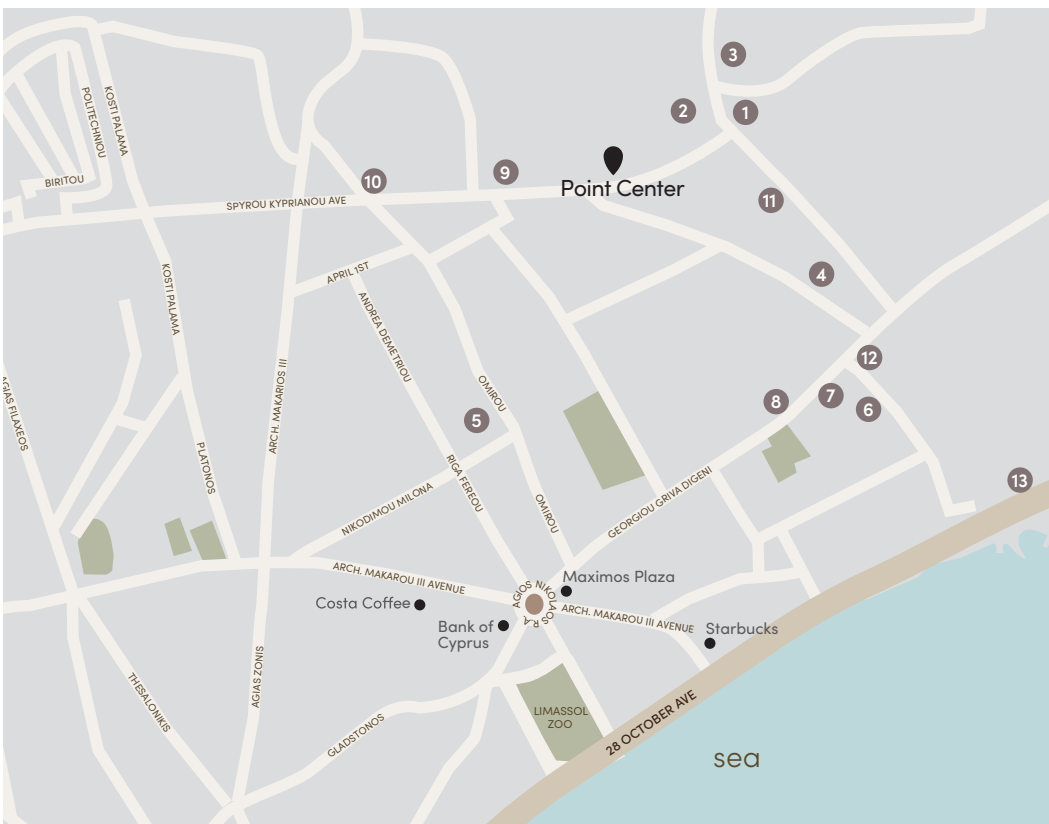 3
2
1
KOSTI PALAMA
POLITECHNIOU
BIRITOU
9
Point Center
10
SPYROU KYPRIANOU AVE
11
APRIL 1ST
4
KOSTI PALAMA
ANDREA DEMETRIOU
12
AGIAS FILAXEOS
ARCH. MAKARIOS III
OMIROU
5
8
7
6
PLATONOS
RIGA FEREOU
13
NIKODIMOU MILONA
OMIROU
GEORGIOU GRIVA DIGENI
ARCH. MAKAROU III AVENUE
Maximos Plaza
AGIOS NIKOLAOS R.A.
Costa Coffee
ARCH. MAKAROU III AVENUE
Bank of
Cyprus
Starbucks
AGIAS ZONIS
THESALONIKIS
GLADSTONOS
LIMASSOL
ZOO
28 OCTOBER AVE
sea